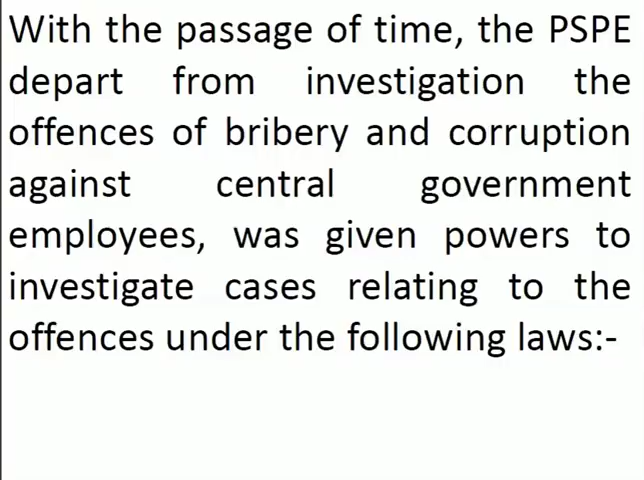 With the passage of time, the PSPE
depart from investigation the
offences of bribery and corruption
against central government
employees, was given powers to
investigate cases relating to the
offences under the following laws:-